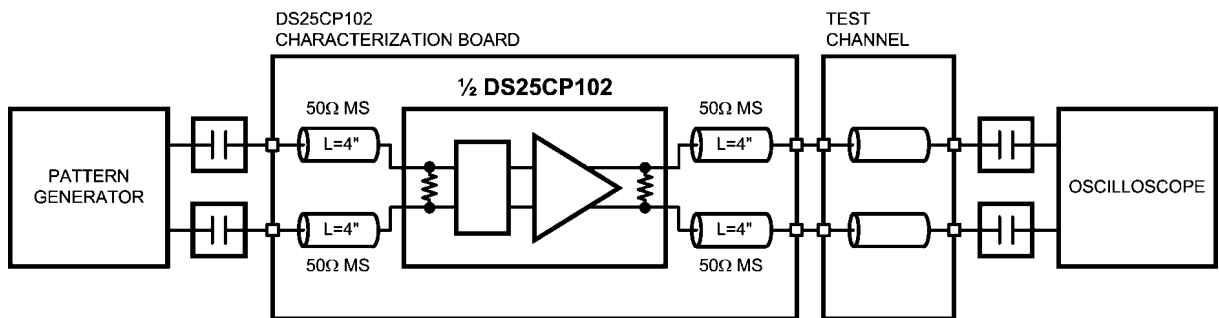 DS25CP102
CHARACTERIZATION BOARD
TEST
CHANNEL
½ DS25CP102
50Ω MS
50Ω MS
L=4"
L=4"
PATTERN
GENERATOR
OSCILLOSCOPE
L=4"
L=4"
50Ω MS
50Ω MS